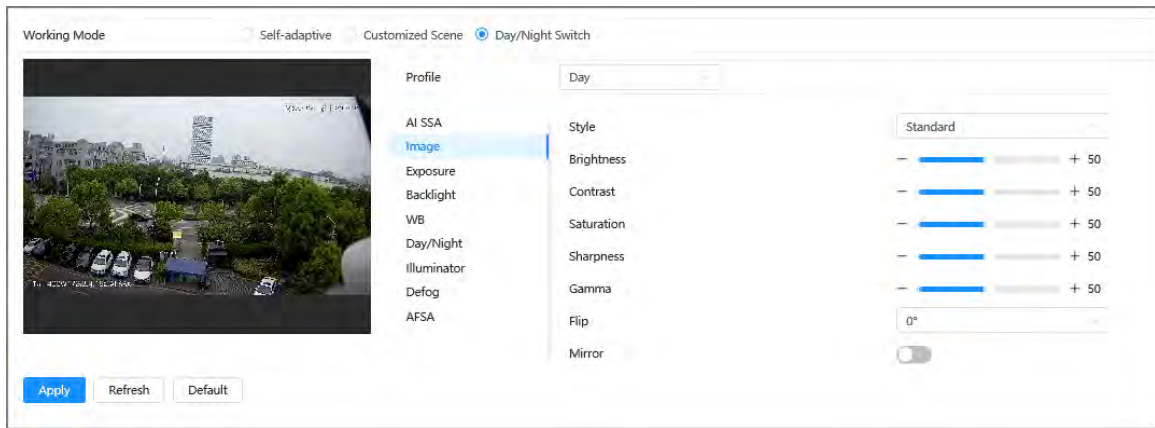 Working Mode Self-adaptive Customized Scene Day/Night Switch
Profile Day
AI SSA
Image
Exposure
Backlight
WB
Day/Night
Illuminator
Defog
AFSA
Style Standard
Brightness - + 50
Contrast - + 50
Saturation - + 50
Sharpness - + 50
Gamma - + 50
Flip 0°
Mirror
Apply Refresh Default